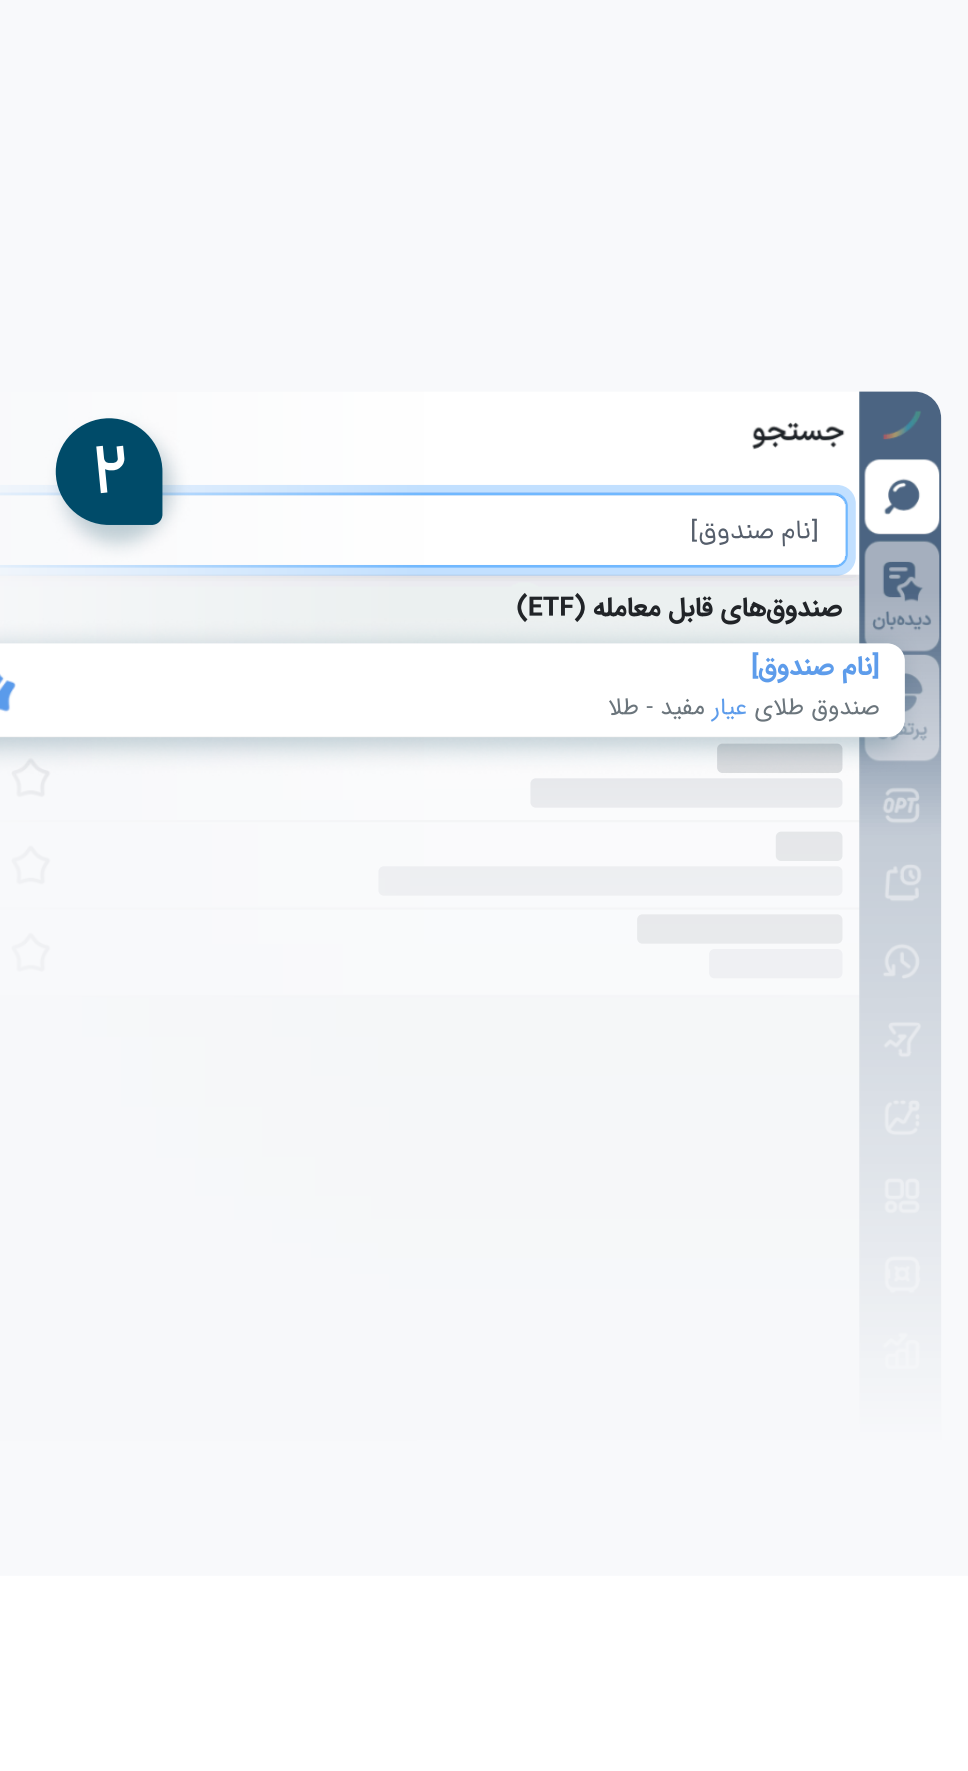 جستجو
۲
[نام صندوق]
دیده‌بان
صندوق‌های قابل معامله (ETF)
[نام صندوق]
صندوق طلای عیار مفید - طلا
OPT